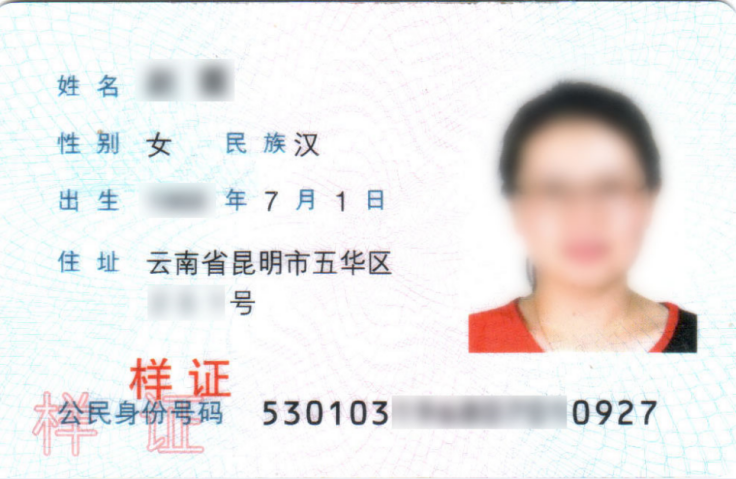 姓名
性别 女 民族 汉
出生 年 7 月 1 日
住址 云南省昆明市五华区
号
样证
样证
公民身份号码 530103 0927